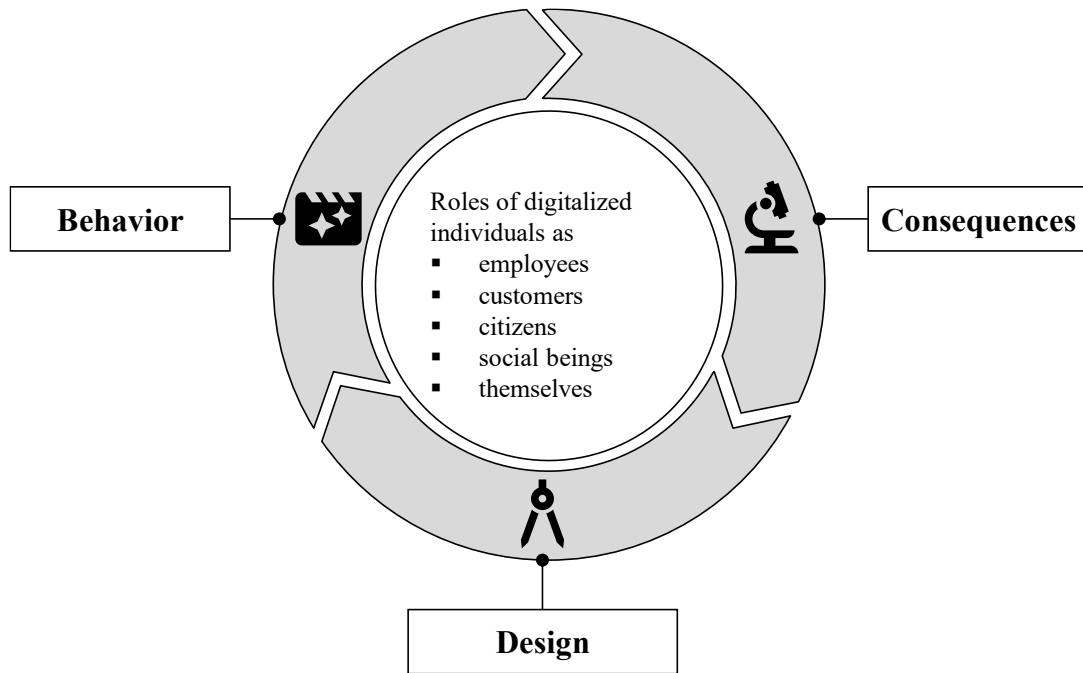 Roles of digitalized
individuals as
▪ employees
▪ customers
▪ citizens
▪ social beings
▪ themselves
Behavior
Consequences
Design